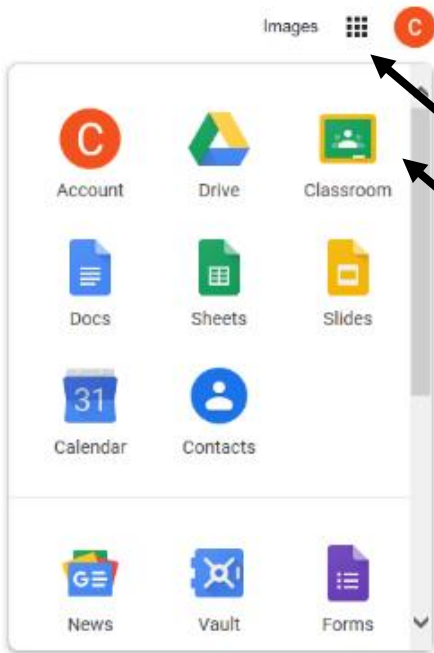 Images
C
C
Account Drive Classroom
Docs Sheets Slides
31
Calendar Contacts
G
News Vault Forms